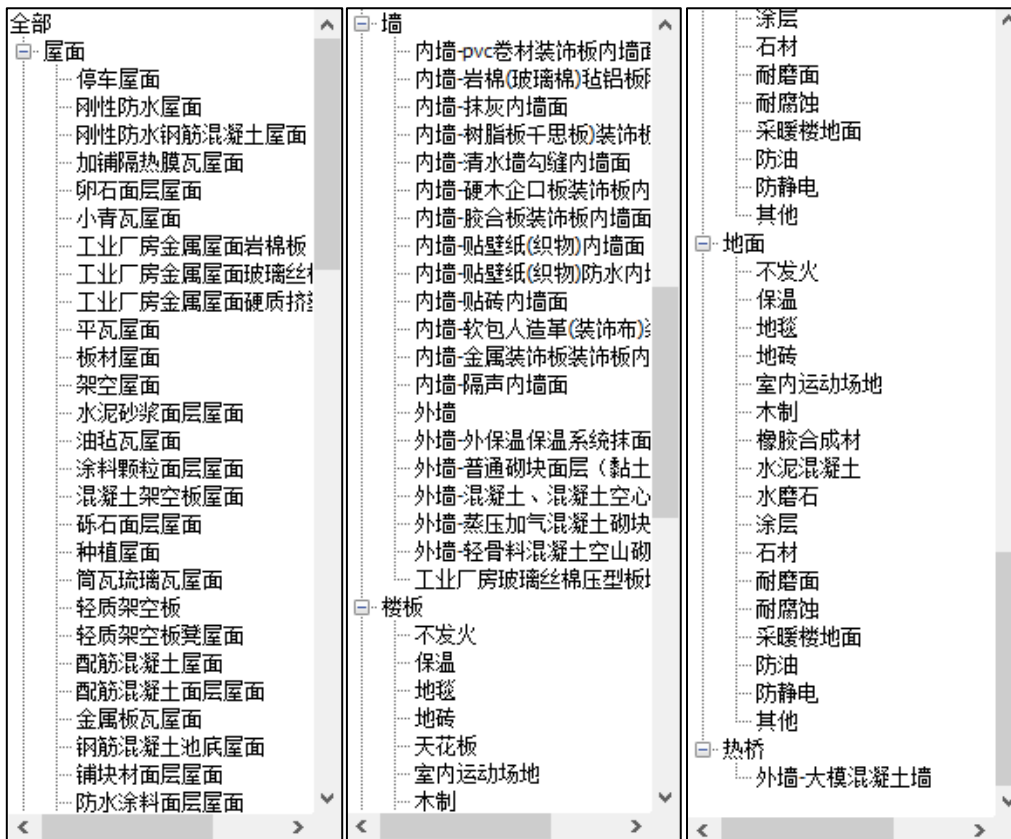 全部
屋面
停车屋面
刚性防水屋面
刚性防水钢筋混凝土屋面
加铺隔热膜瓦屋面
卵石面层屋面
小青瓦屋面
工业厂房金属屋面岩棉板
工业厂房金属屋面玻璃丝
工业厂房金属屋面硬质挤
平瓦屋面
板材屋面
架空屋面
水泥砂浆面层屋面
油毡瓦屋面
涂料颗粒面层屋面
混凝土架空板屋面
砾石面层屋面
种植屋面
筒瓦琉璃瓦屋面
轻质架空板
轻质架空板凳屋面
配筋混凝土屋面
配筋混凝土面层屋面
金属板瓦屋面
钢筋混凝土池底屋面
铺块材面层屋面
防水涂料面层屋面
墙
内墙-pvc卷材装饰板内墙面
内墙-岩棉(玻璃棉)毡铝板
内墙-抹灰内墙面
内墙-树脂板千思板)装饰板
内墙-清水墙勾缝内墙面
内墙-硬木企口板装饰板内
内墙-胶合板装饰板内墙面
内墙-贴壁纸(织物)内墙面
内墙-贴壁纸(织物)防水内
内墙-贴砖内墙面
内墙-软包人造革(装饰布)
内墙-金属装饰板装饰板内
内墙-隔声内墙面
外墙
外墙-外保温保温系统抹面
外墙-普通砌块面层（黏土
外墙-混凝土、混凝土空心
外墙-蒸压加气混凝土砌块
外墙-轻骨料混凝土空山砌
工业厂房玻璃丝棉压型板
楼板
不发火
保温
地毯
地砖
天花板
室内运动场地
木制
涂层
石材
耐磨面
耐腐蚀
采暖楼地面
防油
防静电
其他
地面
不发火
保温
地毯
地砖
室内运动场地
木制
橡胶合成材
水泥混凝土
水磨石
涂层
石材
耐磨面
耐腐蚀
采暖楼地面
防油
防静电
其他
热桥
外墙-大模混凝土墙